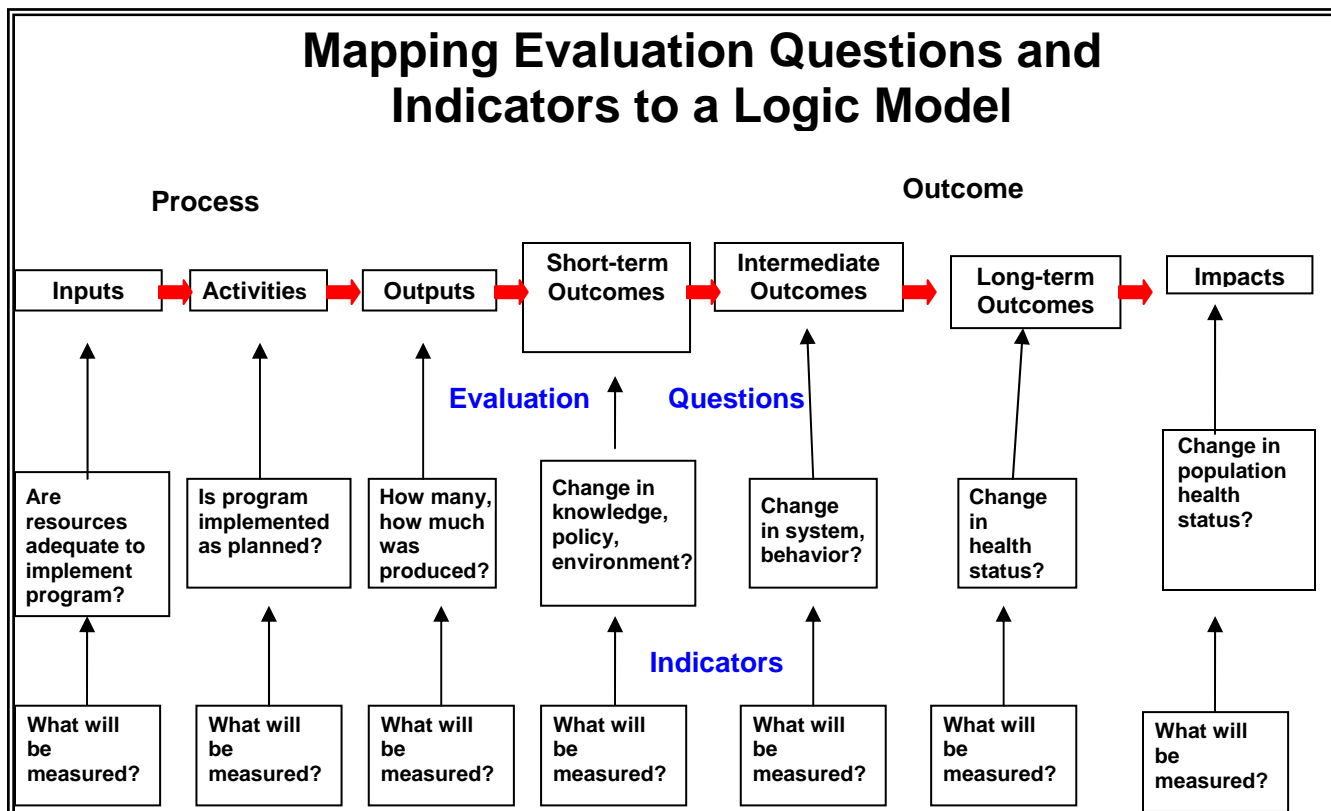 Mapping Evaluation Questions and
Indicators to a Logic Model
Process
Outcome
Inputs
Activities
Outputs
Short-term
Outcomes
Intermediate
Outcomes
Long-term
Outcomes
Impacts
Evaluation Questions
Are
resources
adequate to
implement
program?
Is program
implemented
as planned?
How many,
how much
was
produced?
Change in
knowledge,
policy,
environment?
Change
in system,
behavior?
Change
in
health
status?
Change in
population
health
status?
Indicators
What will
be
measured?
What will
be
measured?
What will
be
measured?
What will
be
measured?
What will
be
measured?
What will
be
measured?
What will
be
measured?